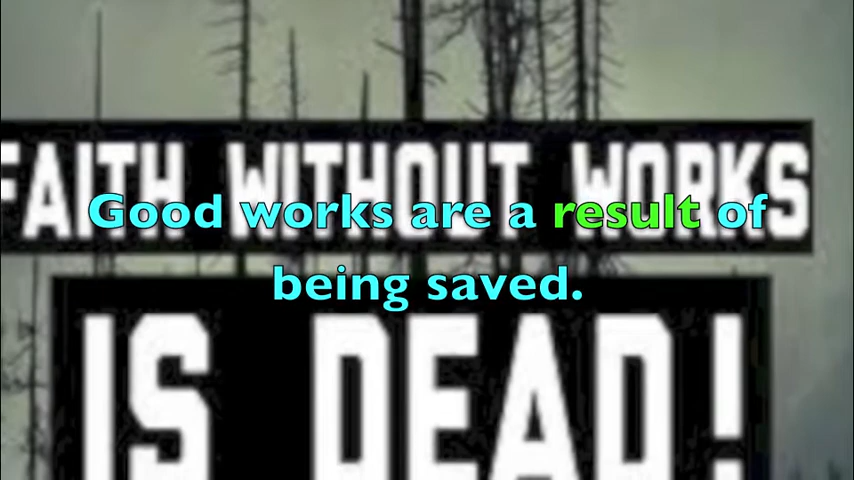 FAITH WITHOUT WORKS
Good works are a result of
being saved.
IS DEAD!